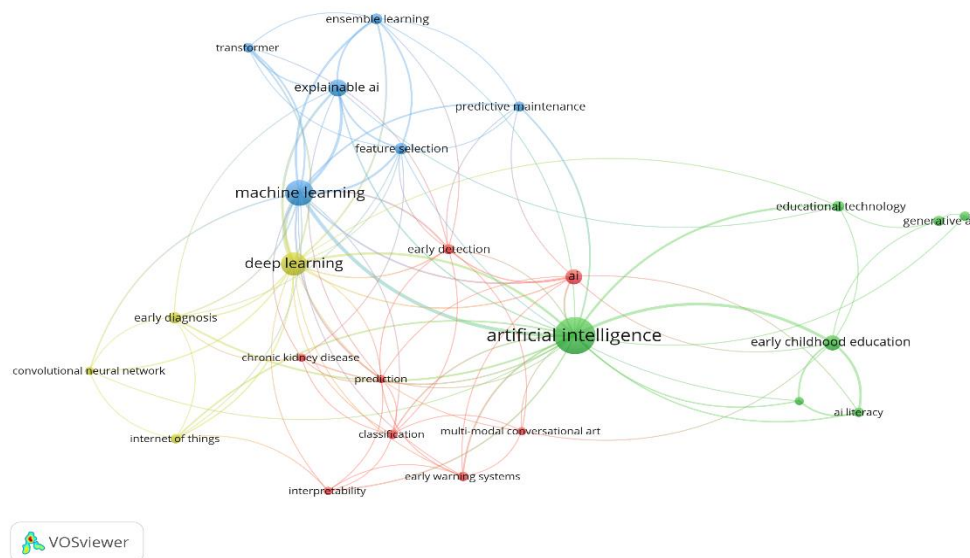 ensemble learning
transformer
explainable ai
predictive maintenance
feature selection
machine learning
educational technology
generative a
early detection
deep learning
ai
early diagnosis
artificial intelligence
early childhood education
chronic kidney disease
convolutional neural network
prediction
ai literacy
internet of things
classification
multi-modal conversational art
early warning systems
interpretability
VOSviewer